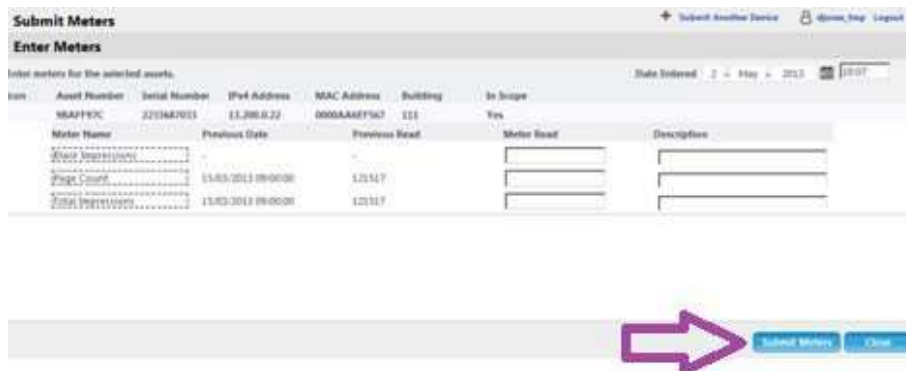 Submit Meters + Submit Another Device Logout
Enter Meters
Enter meters for the selected assets. Date Entered 2 - May - 2013
Asset Number Serial Number IPv4 Address MAC Address Building In Scope
111 Yes
Meter Name Previous Date Previous Read Meter Read Description
Black Impressions - -
Page Count 15/03/2013 09:00:00 121517
Total Impressions 15/03/2013 09:00:00 121517
Submit Meters Close